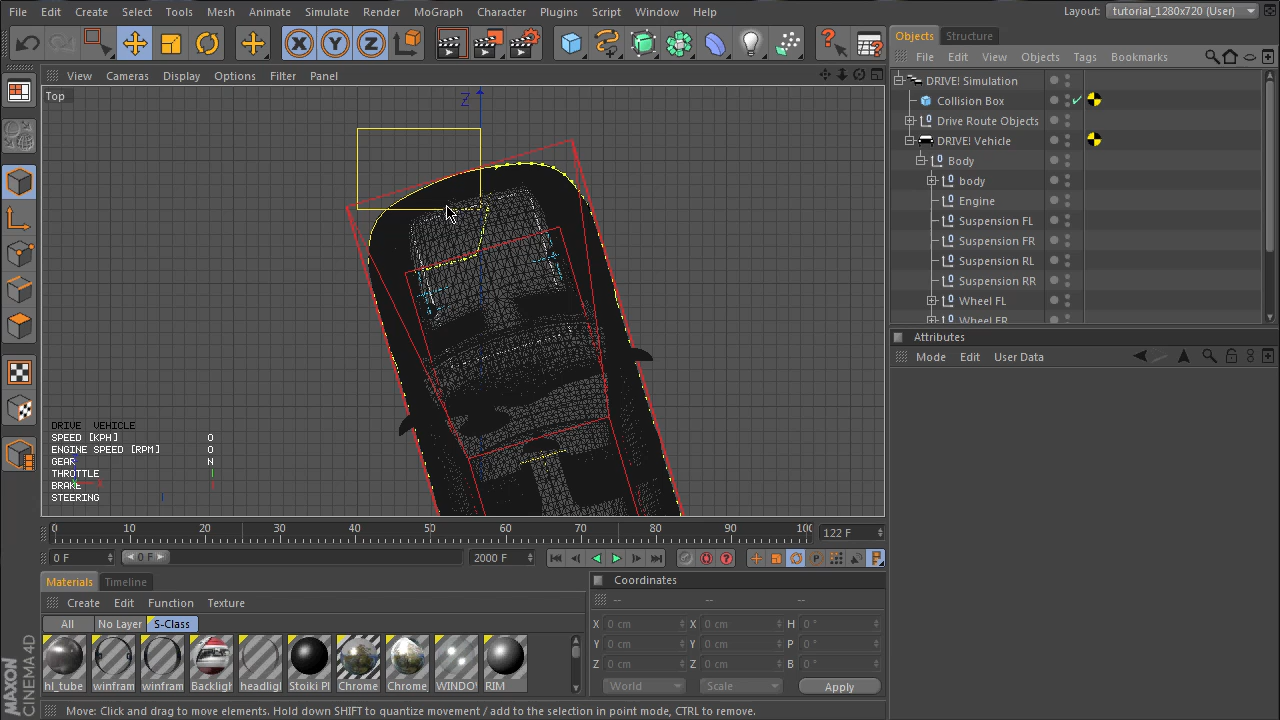 File Edit Create Select Tools Mesh Animate Simulate Render MoGraph Character Plugins Script Window Help
Layout: tutorial_1280x720 (User)
X Y Z
View Cameras Display Options Filter Panel
Top
Z
DRIVE VEHICLE
SPEED [KPH] 0
ENGINE SPEED [RPM] 0
GEAR N
THROTTLE
BRAKE
STEERING
0 10 20 30 40 50 60 70 80 90 100
122 F
0 F
0 F
2000 F
P
Materials Timeline
Create Edit Function Texture
All No Layer S-Class
hl_tube winfram winfram Backligh headligl Stoiki Pl Chrome Chrome WINDO' RIM
Coordinates
-- -- --
X 0 cm X 0 cm H 0 °
Y 0 cm Y 0 cm P 0 °
Z 0 cm Z 0 cm B 0 °
World Scale Apply
Move: Click and drag to move elements. Hold down SHIFT to quantize movement / add to the selection in point mode, CTRL to remove.
MAXON
CINEMA 4D
Objects Structure
File Edit View Objects Tags Bookmarks
DRIVE! Simulation
Collision Box
Drive Route Objects
DRIVE! Vehicle
Body
body
Engine
Suspension FL
Suspension FR
Suspension RL
Suspension RR
Wheel FL
Wheel FR
Attributes
Mode Edit User Data